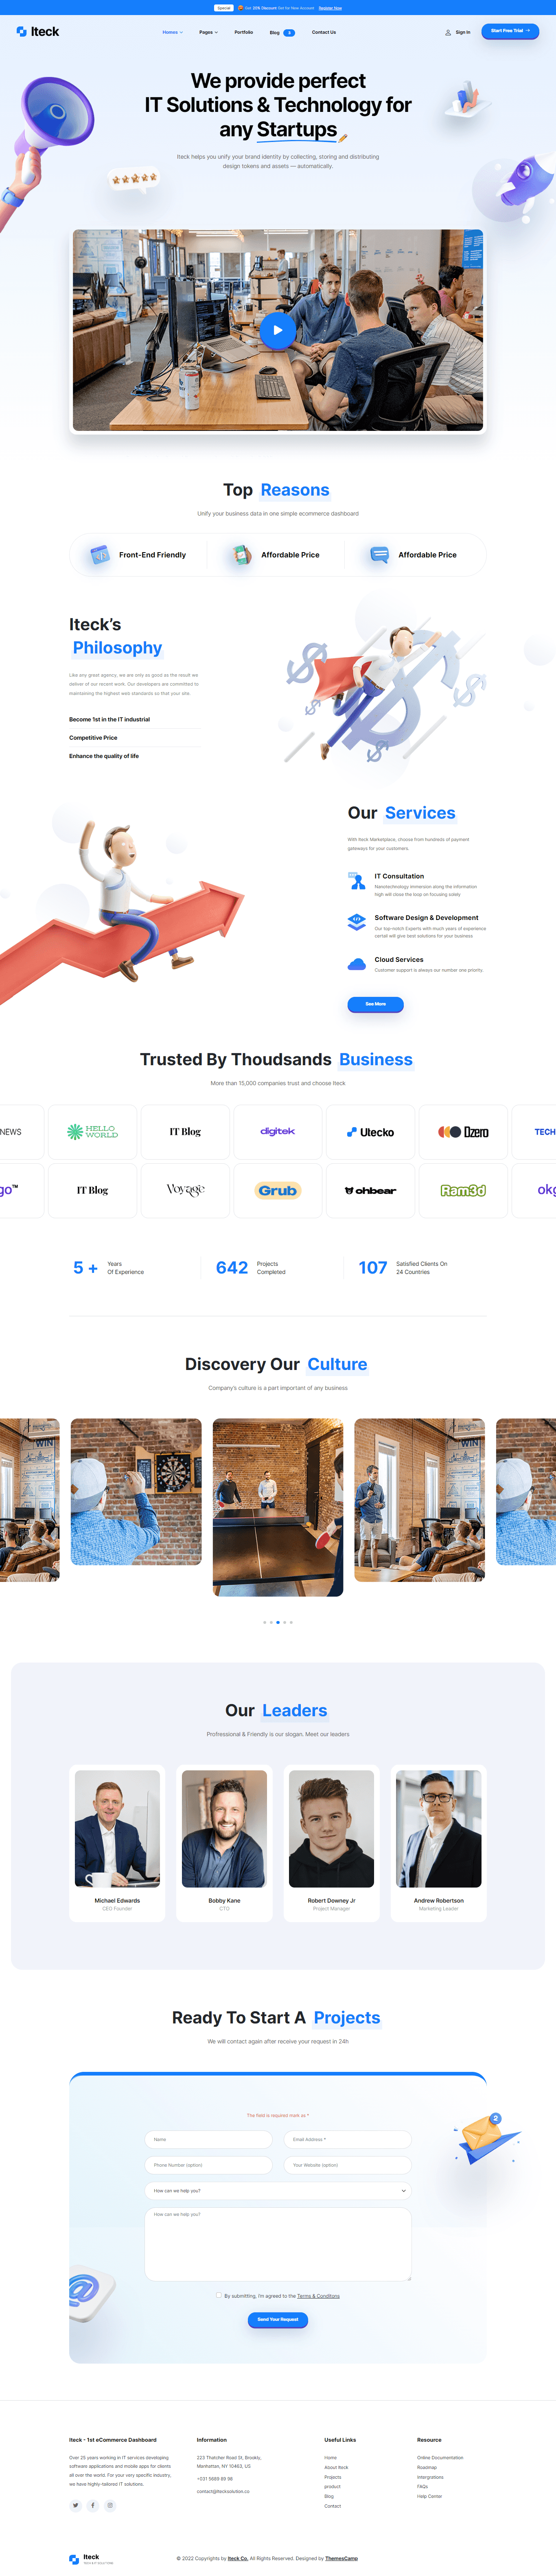 Special Get 20% Discount Get for New Account Register Now
Iteck
Homes
Pages
Portfolio
Blog 3
Contact Us
Sign In
Start Free Trial
We provide perfect
IT Solutions & Technology for
any Startups
Iteck helps you unify your brand identity by collecting, storing and distributing
design tokens and assets — automatically.
Top Reasons
Unify your business data in one simple ecommerce dashboard
Front-End Friendly
Affordable Price
Affordable Price
Iteck's
Philosophy
Like any great agency, we are only as good as the result we
deliver of our recent work. Our developers are committed to
maintaining the highest web standards so that your site.
Become 1st in the IT industrial
Competitive Price
Enhance the quality of life
Our Services
With Iteck Marketplace, choose from hundreds of payment
gateways for your customers.
IT Consultation
Nanotechnology immersion along the information
high will close the loop on focusing solely
Software Design & Development
Our top-notch Experts with much years of experience
certail will give best solutions for your business
Cloud Services
Customer support is always our number one priority.
See More
Trusted By Thoudsands Business
More than 15,000 companies trust and choose Iteck
NEWS
HELLO
WORLD
IT Blog
digitek
Utecko
Dzero
TECH
go™
IT Blog
Voyage
Grub
ohbear
Ram3d
okg
5 +
Years
Of Experience
642
Projects
Completed
107
Satisfied Clients On
24 Countries
Discovery Our Culture
Company's culture is a part important of any business
WIN
WIN
Our Leaders
Profressional & Friendly is our slogan. Meet our leaders
Michael Edwards
CEO Founder
Bobby Kane
CTO
Robert Downey Jr
Project Manager
Andrew Robertson
Marketing Leader
Ready To Start A Projects
We will contact again after receive your request in 24h
The field is required mark as *
Name
Email Address *
Phone Number (option)
Your Website (option)
How can we help you?
How can we help you?
By submitting, i'm agreed to the Terms & Conditons
Send Your Request
2
@
Iteck - 1st eCommerce Dashboard
Over 25 years working in IT services developing
software applications and mobile apps for clients
all over the world. For your very specific industry,
we have highly-tailored IT solutions.
Information
223 Thatcher Road St. Brookly,
Manhattan, NY 10463, US
+031 5689 89 98
contact@itecksolution.co
Useful Links
Home
About Iteck
Projects
product
Blog
Contact
Resource
Online Documentation
Roadmap
Intergrations
FAQs
Help Center
Iteck
© 2022 Copyrights by Iteck Co. All Rights Reserved. Designed by ThemesCamp